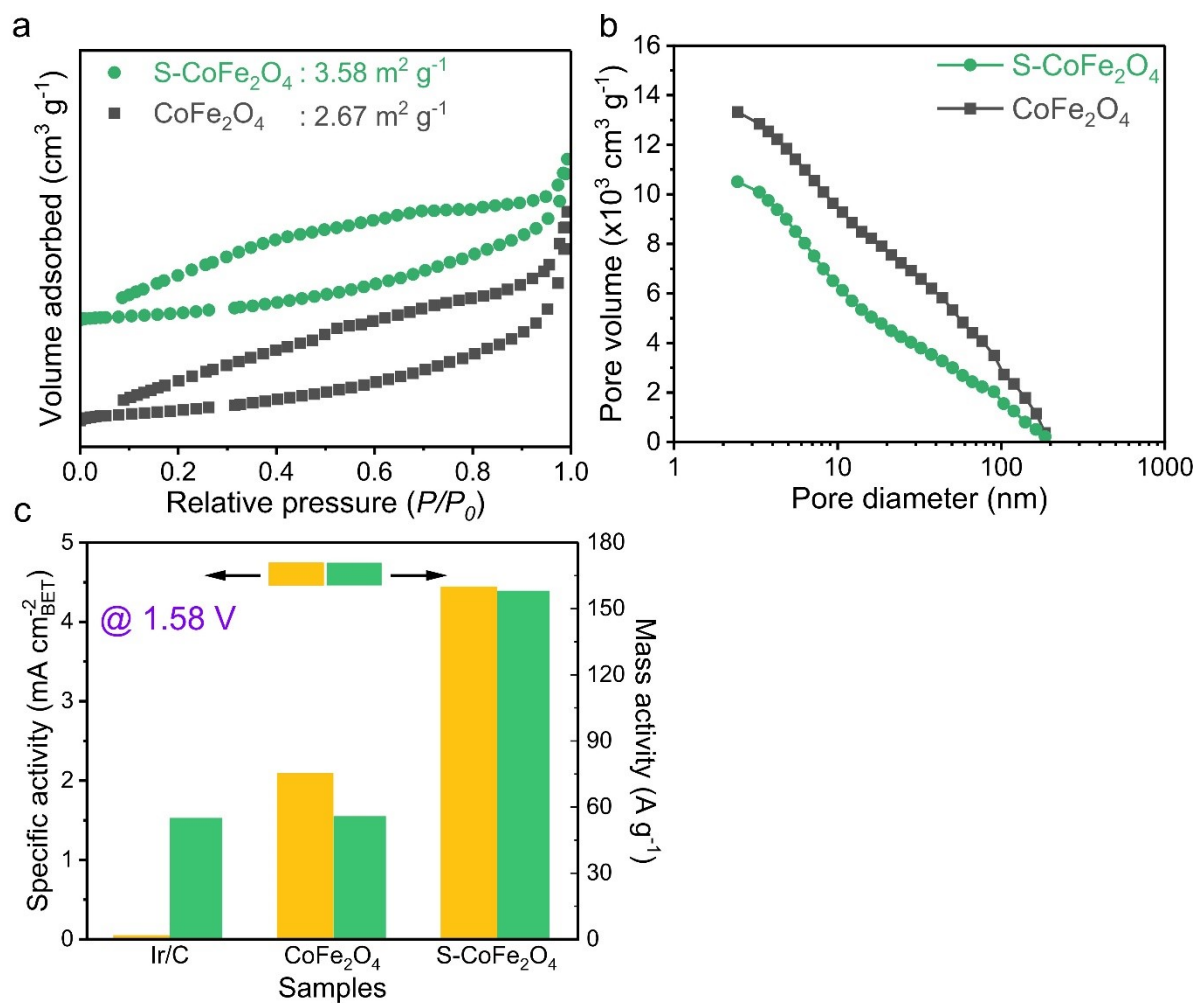 a
S-CoFe₂O₄ : 3.58 m² g⁻¹
CoFe₂O₄ : 2.67 m² g⁻¹
Volume adsorbed (cm³ g⁻¹)
0.0 0.2 0.4 0.6 0.8 1.0
Relative pressure (P/P₀)
b
S-CoFe₂O₄
CoFe₂O₄
Pore volume (x10³ cm³ g⁻¹)
16
14
12
10
8
6
4
2
0
1 10 100 1000
Pore diameter (nm)
c
@ 1.58 V
Specific activity (mA cm⁻²BET)
5
4
3
2
1
0
Mass activity (A g⁻¹)
180
150
120
90
60
30
0
Ir/C CoFe₂O₄ S-CoFe₂O₄
Samples